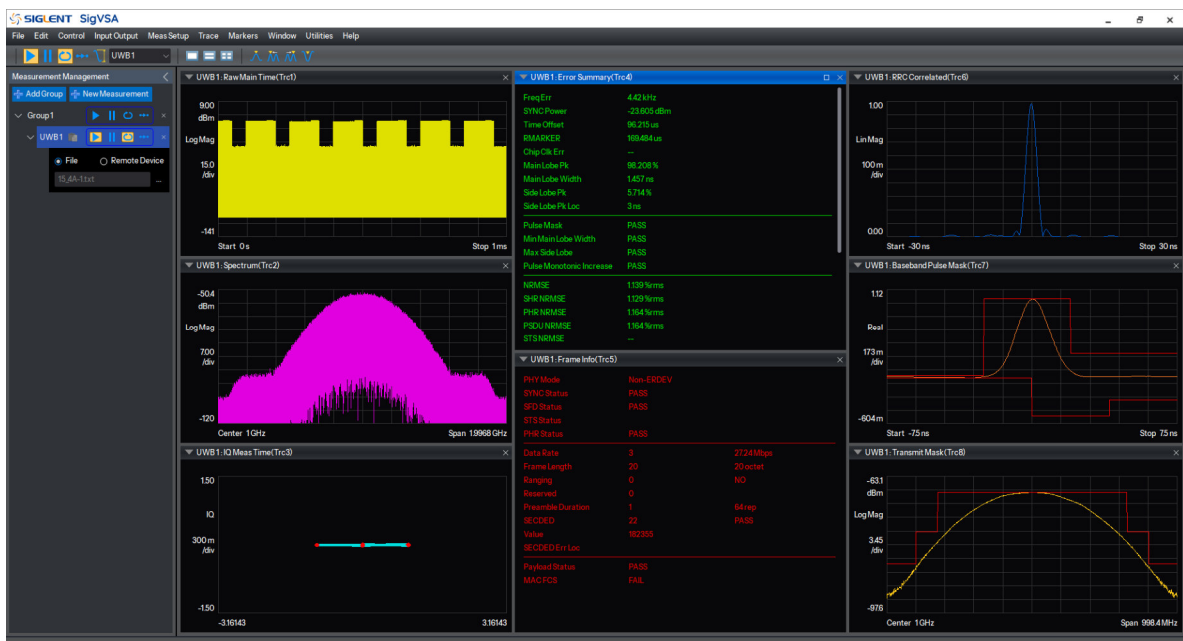 SIGLENT SigVSA
File Edit Control Input Output Meas Setup Trace Markers Window Utilities Help
UWB1
Measurement Management
Add Group New Measurement
Group1
UWB1
File Remote Device
15_4A-1.txt ...
UWB1: Raw Main Time(Trc1)
900
dBm
Log Mag
15.0
/div
-141
Start 0 s Stop 1 ms
UWB1: Spectrum(Trc2)
-50.4
dBm
Log Mag
7.00
/div
-120
Center 1 GHz Span 1.9968 GHz
UWB1: IQ Meas Time(Trc3)
1.50
IQ
300 m
/div
-1.50
-3.16143 3.16143
UWB1: Error Summary(Trc4)
Freq Err 4.42 kHz
SYNC Power -23.605 dBm
Time Offset 96.215 us
RMARKER 169.484 us
Chip Clk Err --
Main Lobe Pk 98.208 %
Main Lobe Width 1.457 ns
Side Lobe Pk 5.714 %
Side Lobe Pk Loc 3 ns
Pulse Mask PASS
Min Main Lobe Width PASS
Max Side Lobe PASS
Pulse Monotonic Increase PASS
NRMSE 1.139 %rms
SHR NRMSE 1.129 %rms
PHR NRMSE 1.164 %rms
PSDU NRMSE 1.164 %rms
STS NRMSE --
UWB1: Frame Info(Trc5)
PHY Mode Non-ERDEV
SYNC Status PASS
SFD Status PASS
STS Status
PHR Status PASS
Data Rate 3 27.24 Mbps
Frame Length 20 20 octet
Ranging 0 NO
Reserved 0
Preamble Duration 1 64 rep
SECDED 22 PASS
Value 182355
SECDED Err Loc
Payload Status PASS
MAC FCS FAIL
UWB1: RRC Correlated(Trc6)
1.00
Lin Mag
100 m
/div
0.00
Start -30 ns Stop 30 ns
UWB1: Baseband Pulse Mask(Trc7)
1.12
Real
173 m
/div
-604 m
Start -7.5 ns Stop 7.5 ns
UWB1: Transmit Mask(Trc8)
-63.1
dBm
Log Mag
3.45
/div
-97.6
Center 1 GHz Span 998.4 MHz